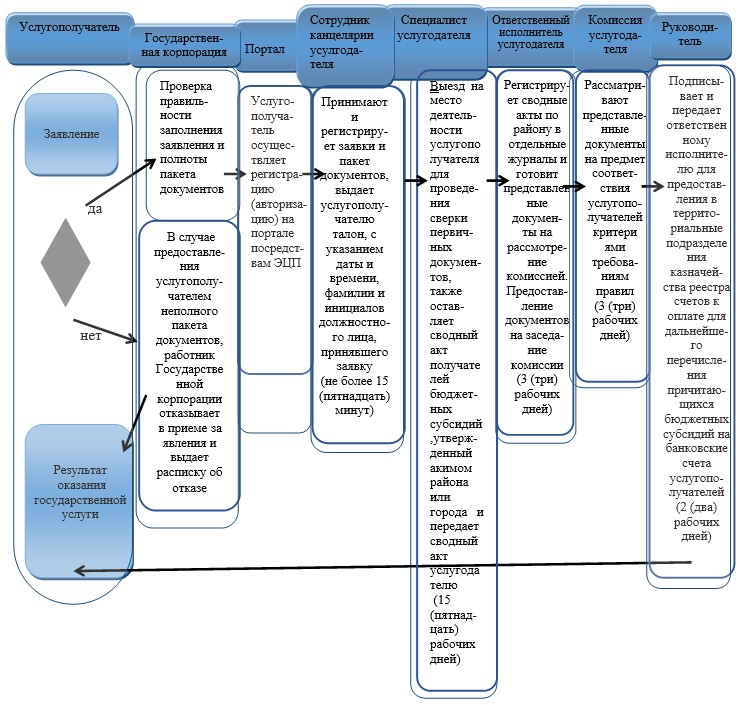 Услугополучатель
Государствен-
ная корпорация
Портал
Сотрудник
канцелярии
усулгода-
теля
Специалист
услугодателя
Ответственный
исполнитель
услугодателя
Комиссия
услугода-
теля
Руководи-
тель
Заявление
да
нет
Результат
оказания
государственной
услуги
Проверка
правиль-
ности
заполнения
заявления и
полноты
пакета
документов
В случае
предоставле-
ния
услугополу-
чателем
неполного
пакета
документов,
работник
Государстве
нной
корпорации
отказывает
в приеме за
явления и
выдает
расписку об
отказе
Услуго-
получа-
тель
осущес-
твляет
регистра-
цию
(авториза-
цию) на
портале
посредст-
вам ЭЦП
Принимают
и
регистриру-
ет заявки и
пакет
документов,
выдает
услугополу-
чателю
талон, с
указанием
даты и
времени,
фамилии и
инициалов
должностно-
го лица,
принявшего
заявку
(не более 15
(пятнадцать)
минут)
Выезд на
место
деятель-
ности
услугопо
лучателя
для
проведе-
ния
сверки
первич-
ных
докумен-
тов,
также
остав-
ляет
сводный
акт
получате
лей
бюджет-
ных
субсидий
,утверж-
денный
акимом
района
или
города и
передает
сводный
акт
услугода
телю
(15
(пятнад-
цать)
рабочих
дней)
Регистриру-
ет сводные
акты по
району в
отдельные
журналы и
готовит
представлен
ные
докумен-
ты на
рассмотре-
ние
комиссией.
Предостав-
ление
документов
на заседа-
ние
комиссии
(3 (три)
рабочих
дней)
Рассматри-
вают
представле-
нные
документы
на предмет
соответ-
ствия
услугопо-
лучателей
критери
ями
требова-
ниям
правил
(3 (три)
рабочих
дней)
Подписы-
вает и
передает
ответствен
ному
исполните-
лю для
предостав-
ления в
террито-
риальные
подразделе
ления
казначей-
ства реестра
счетов к
оплате для
дальнейше-
го
перечисле-
ния
причитаю-
щихся
бюджетных
субсидий на
банковские
счета
услугопо-
лучателей
(2 (два)
рабочих
дней)